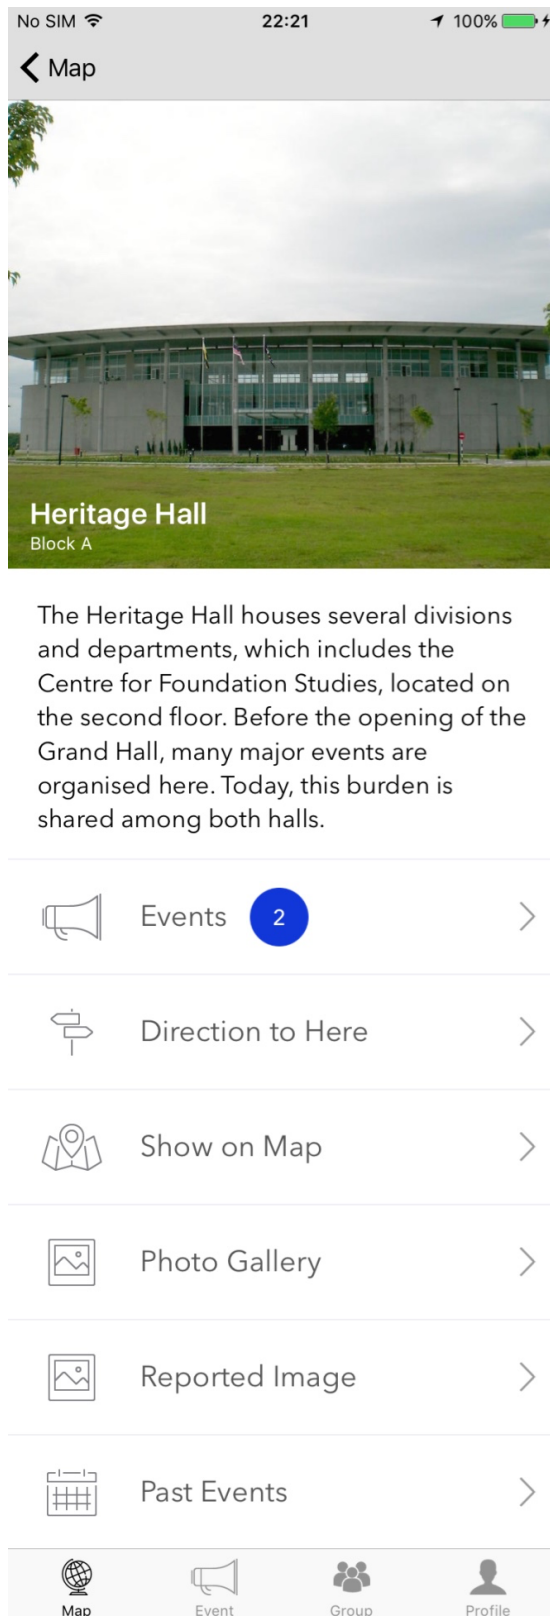 No SIM 22:21 100%
Map
Heritage Hall
Block A
The Heritage Hall houses several divisions
and departments, which includes the
Centre for Foundation Studies, located on
the second floor. Before the opening of the
Grand Hall, many major events are
organised here. Today, this burden is
shared among both halls.
Events 2
Direction to Here
Show on Map
Photo Gallery
Reported Image
Past Events
Map Event Group Profile